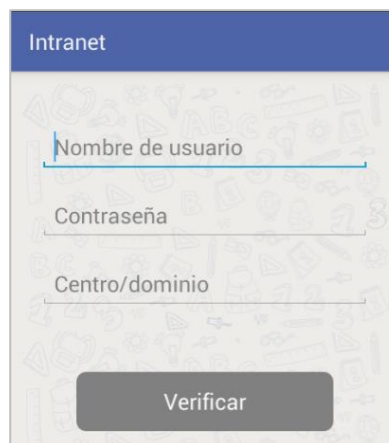 Intranet
Nombre de usuario
Contraseña
Centro/dominio
Verificar